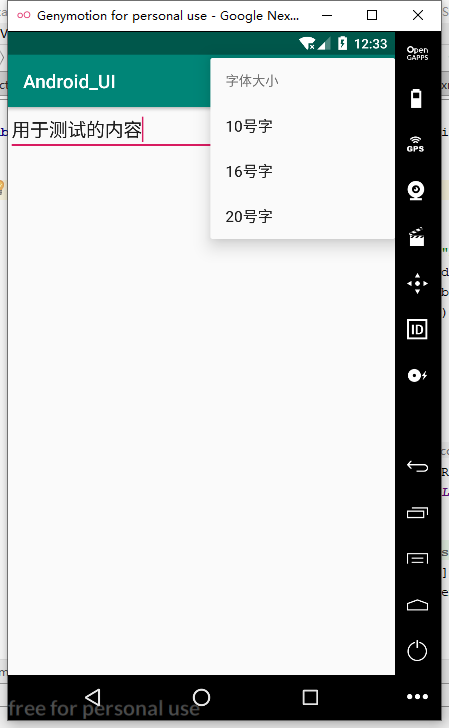 Genymotion for personal use - Google Nex...
12:33
Open
GAPPS
Android_UI
字体大小
用于测试的内容
10号字
16号字
20号字
GPS
ID
free for personal use